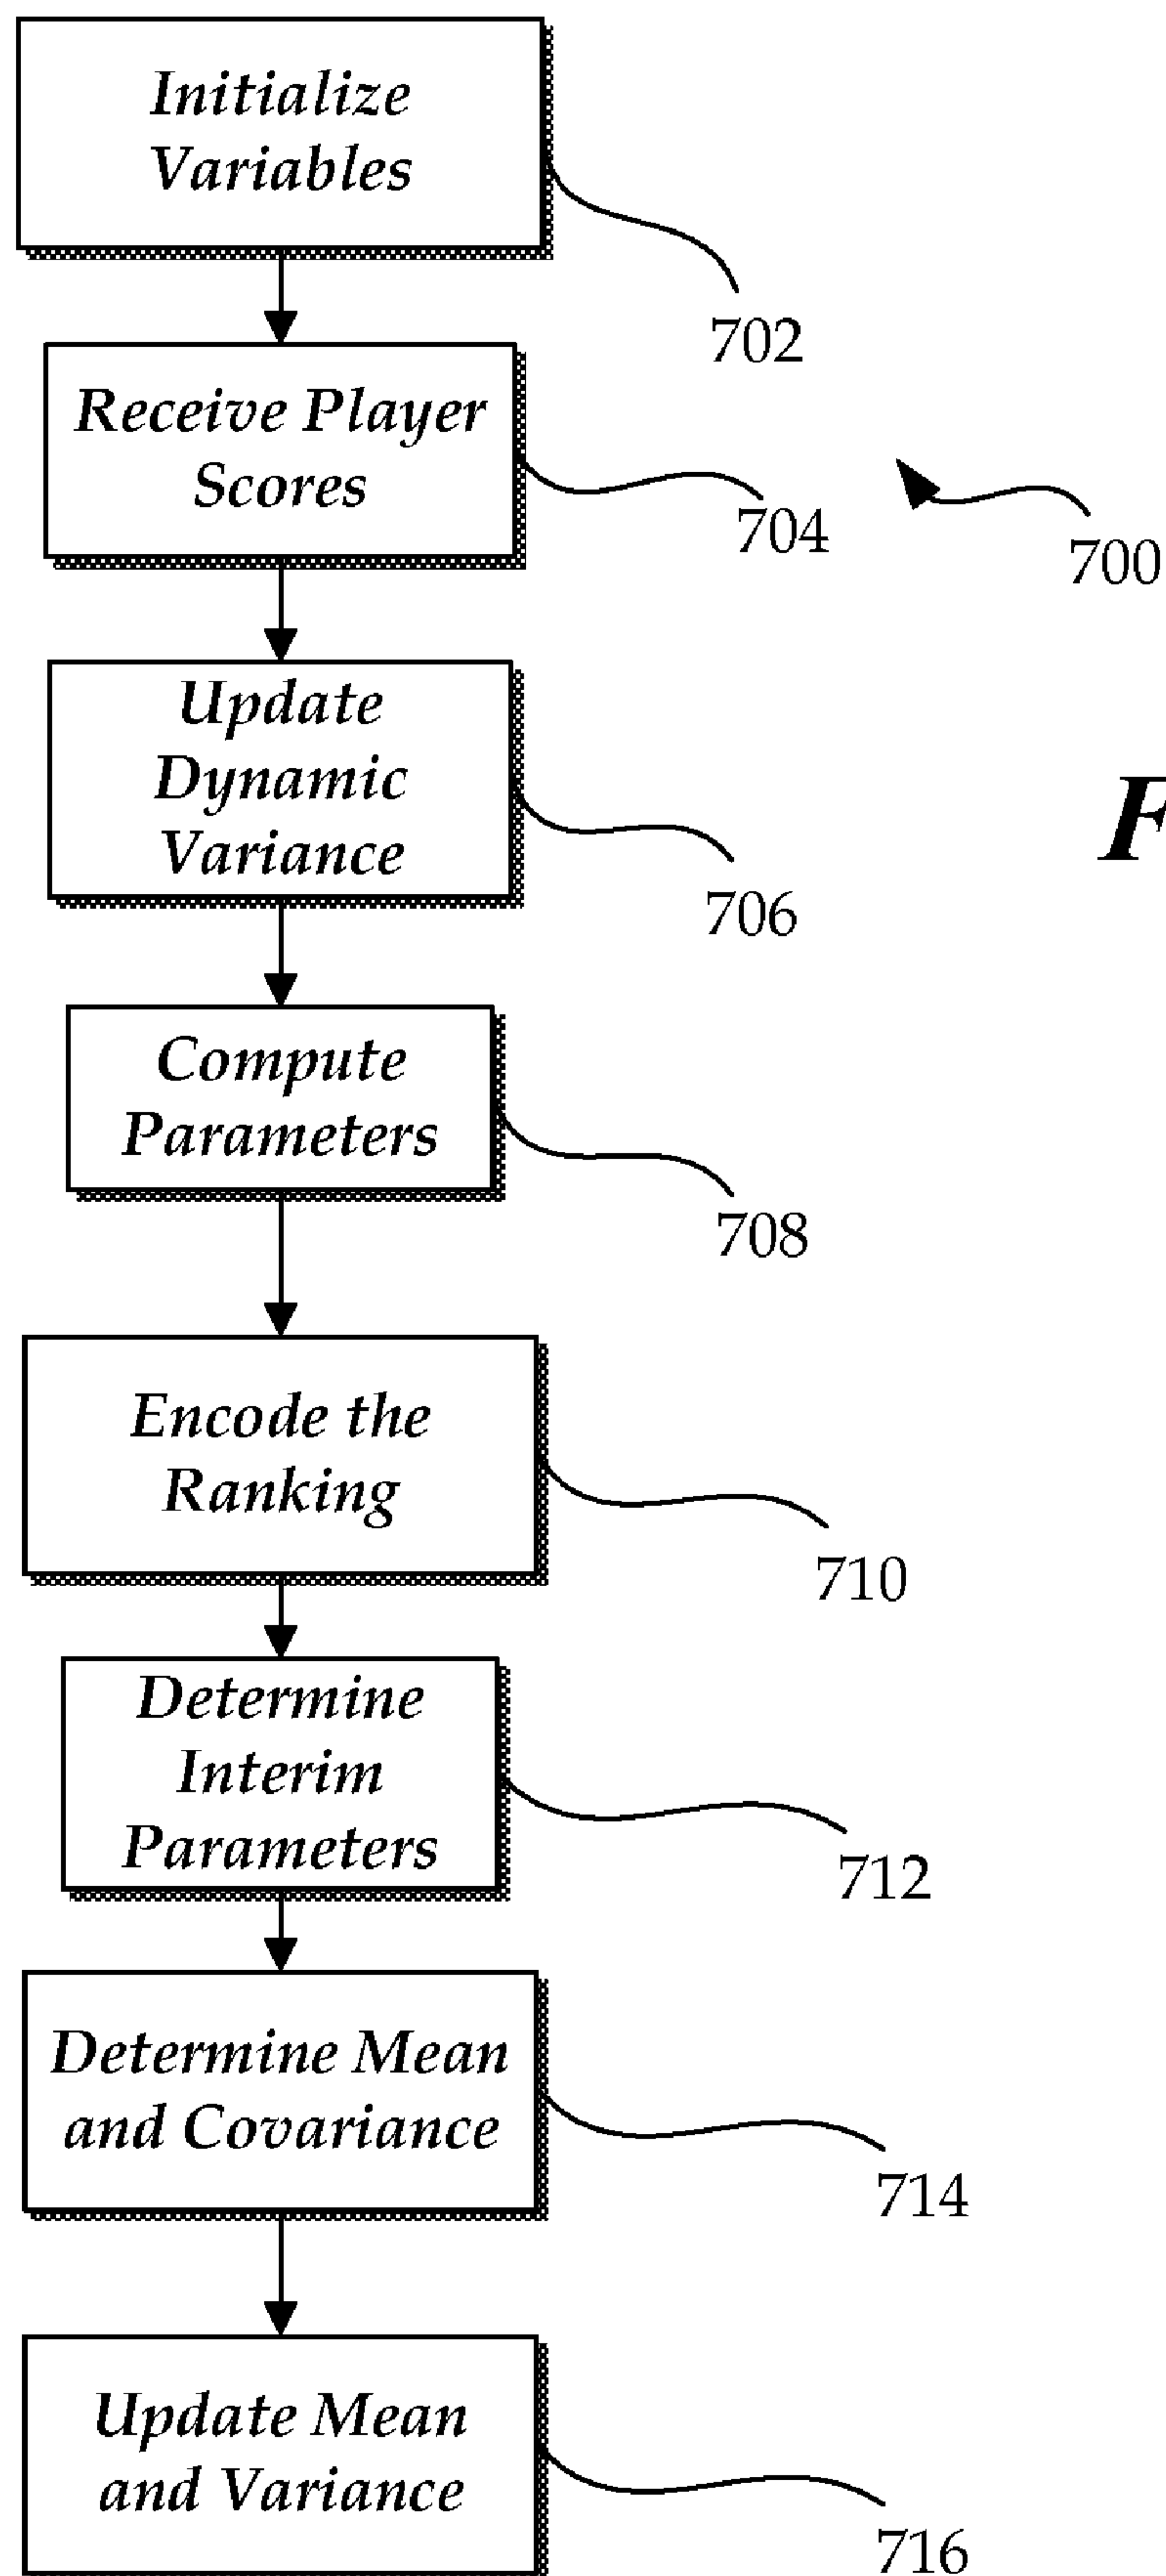 Initialize
Variables
702
Receive Player
Scores
704
700
Update
Dynamic
Variance
706
F
Compute
Parameters
708
Encode the
Ranking
710
Determine
Interim
Parameters
712
Determine Mean
and Covariance
714
Update Mean
and Variance
716